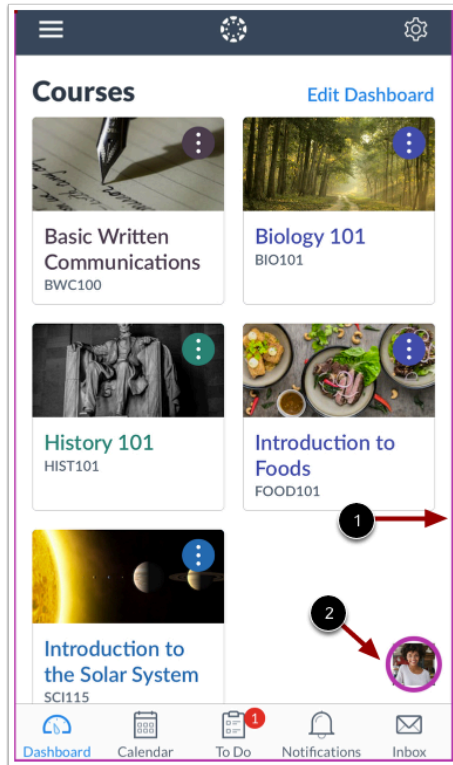 Courses
Edit Dashboard
Basic Written
Communications
BWC100
Biology 101
BIO101
History 101
HIST101
Introduction to
Foods
FOOD101
1
Introduction to
the Solar System
SCI115
2
1
Dashboard
Calendar
To Do
Notifications
Inbox